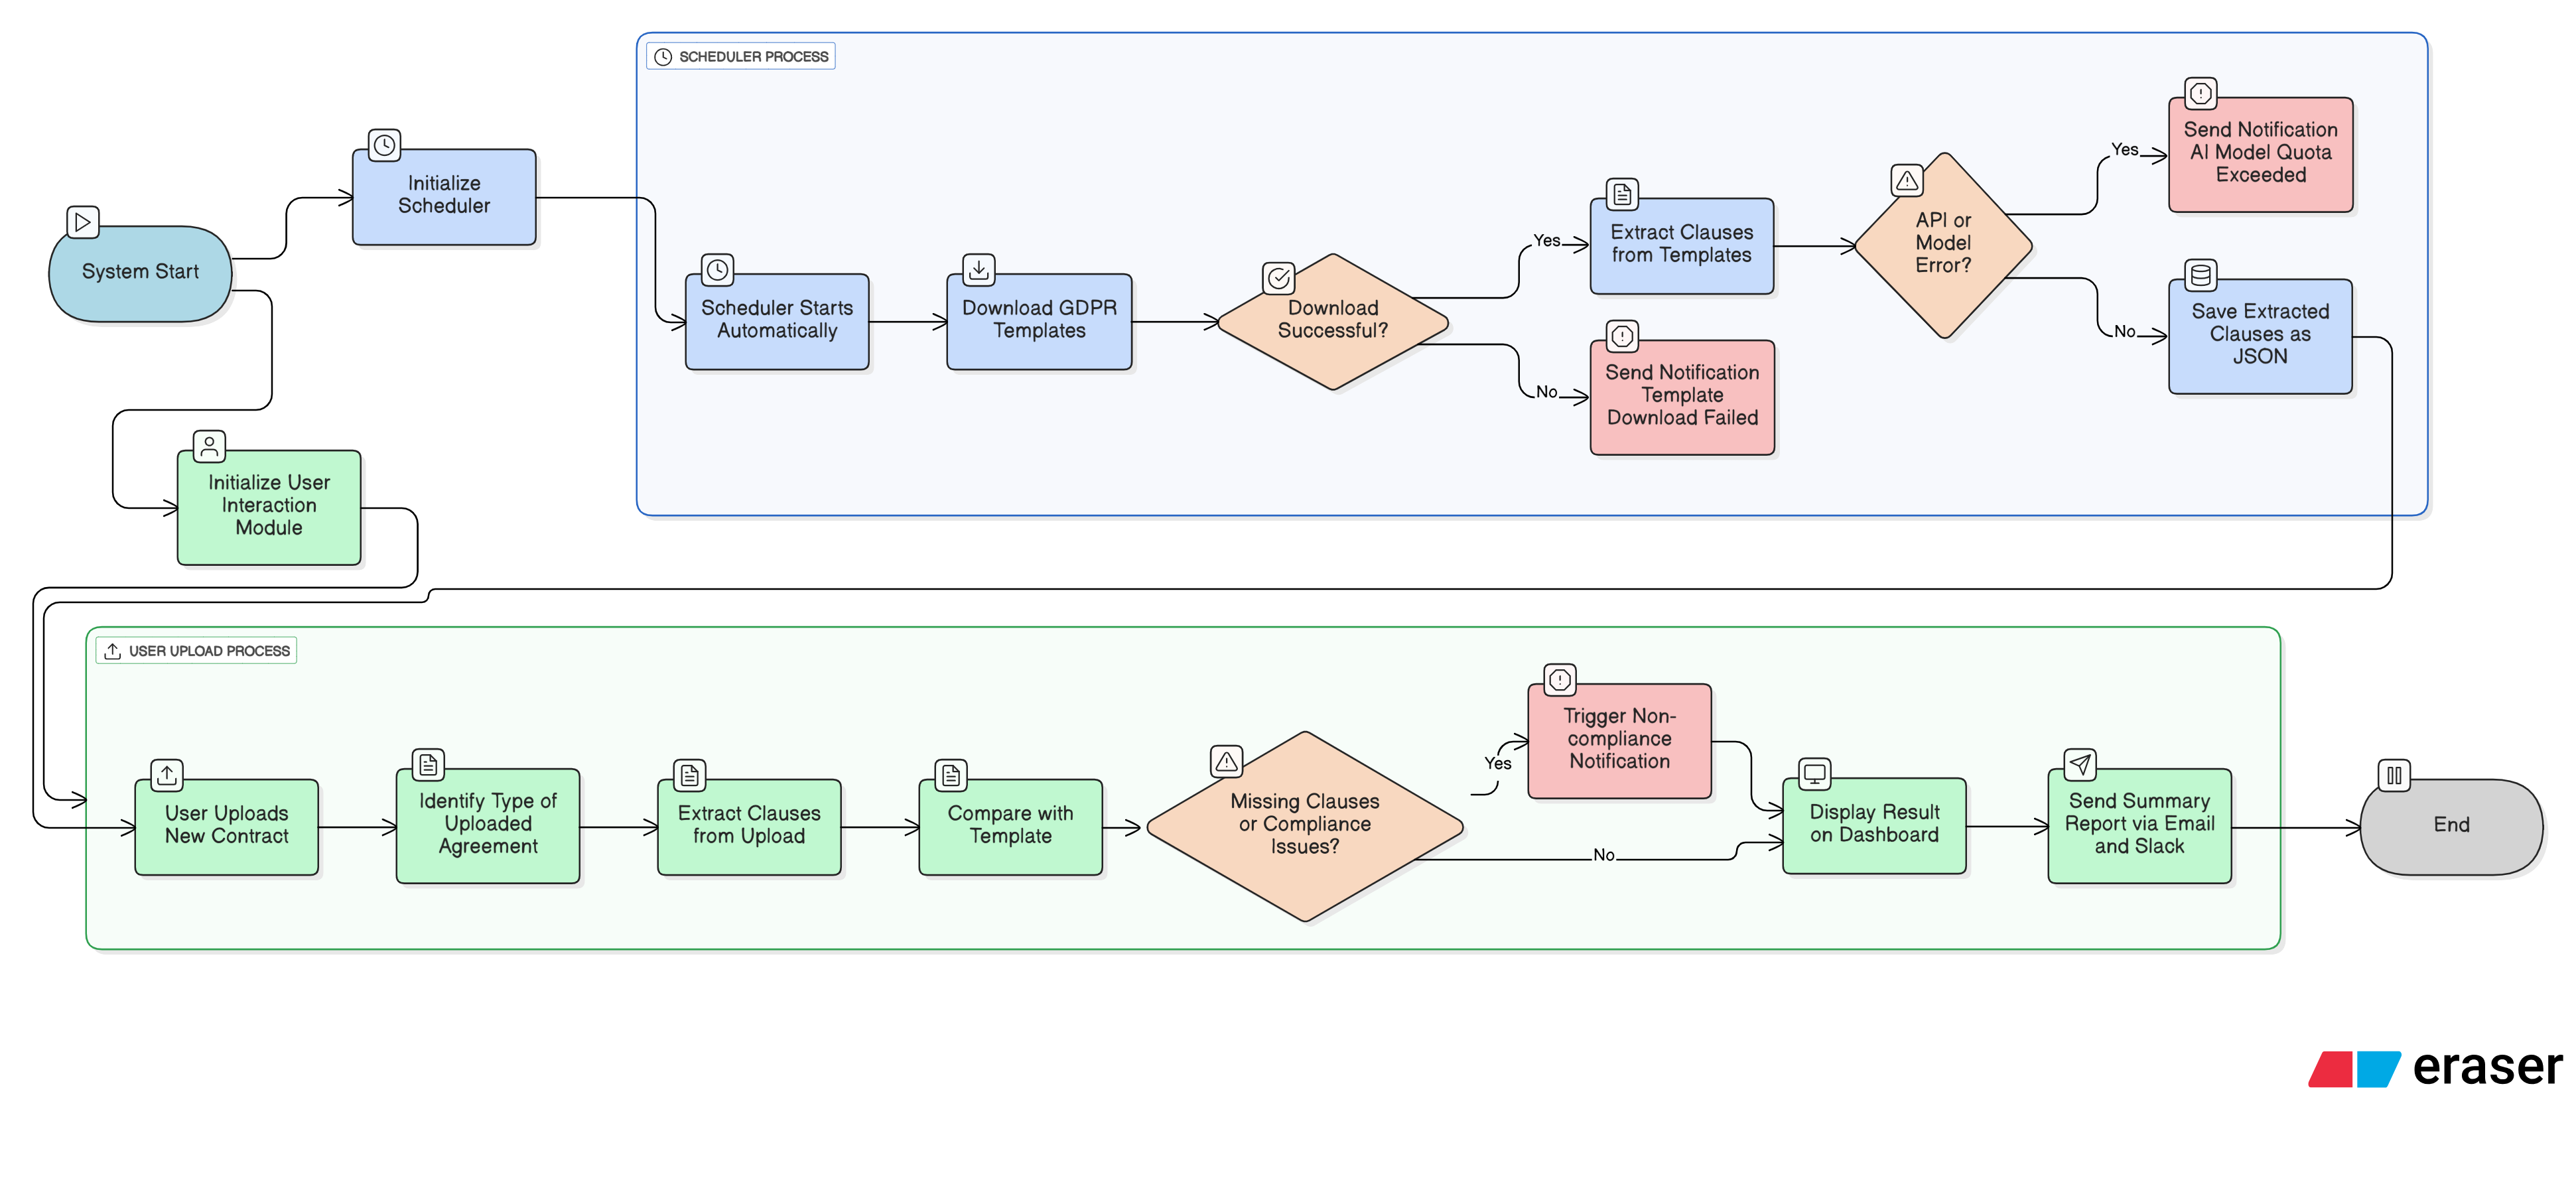 SCHEDULER PROCESS
Send Notification
AI Model Quota
Exceeded
Yes
Initialize
Scheduler
System Start
API or
Model
Error?
Extract Clauses
from Templates
Yes
Scheduler Starts
Automatically
Download GDPR
Templates
Download
Successful?
No
Save Extracted
Clauses as
JSON
No
Send Notification
Template
Download Failed
Initialize User
Interaction
Module
USER UPLOAD PROCESS
Trigger Non-
compliance
Notification
Yes
User Uploads
New Contract
Identify Type of
Uploaded
Agreement
Extract Clauses
from Upload
Compare with
Template
Missing Clauses
or Compliance
Issues?
No
Display Result
on Dashboard
Send Summary
Report via Email
and Slack
End
eraser